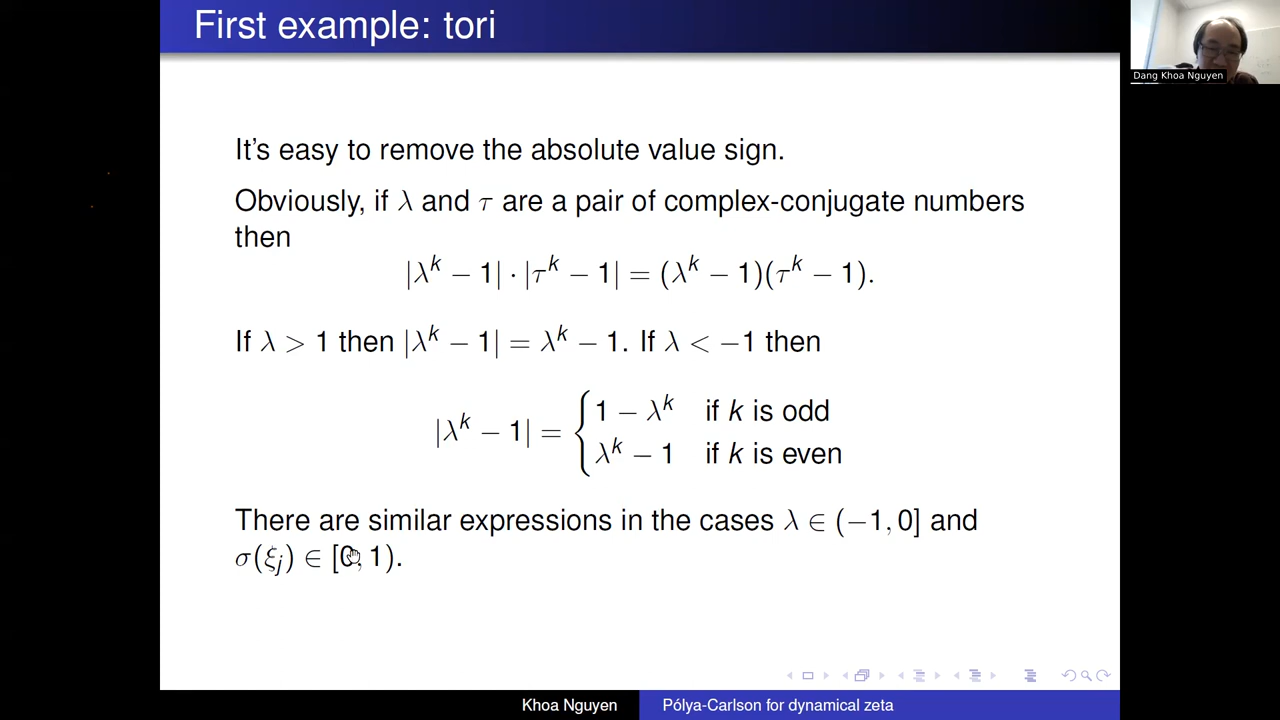 First example: tori
Dang Khoa Nguyen
It's easy to remove the absolute value sign.
Obviously, if λ and τ are a pair of complex-conjugate numbers
then
|λ^k − 1| · |τ^k − 1| = (λ^k − 1)(τ^k − 1).
If λ > 1 then |λ^k − 1| = λ^k − 1. If λ < −1 then
|λ^k − 1| = { 1 − λ^k if k is odd
λ^k − 1 if k is even
There are similar expressions in the cases λ ∈ (−1, 0] and
σ(ξ_j) ∈ [0, 1).
Khoa Nguyen
Pólya-Carlson for dynamical zeta